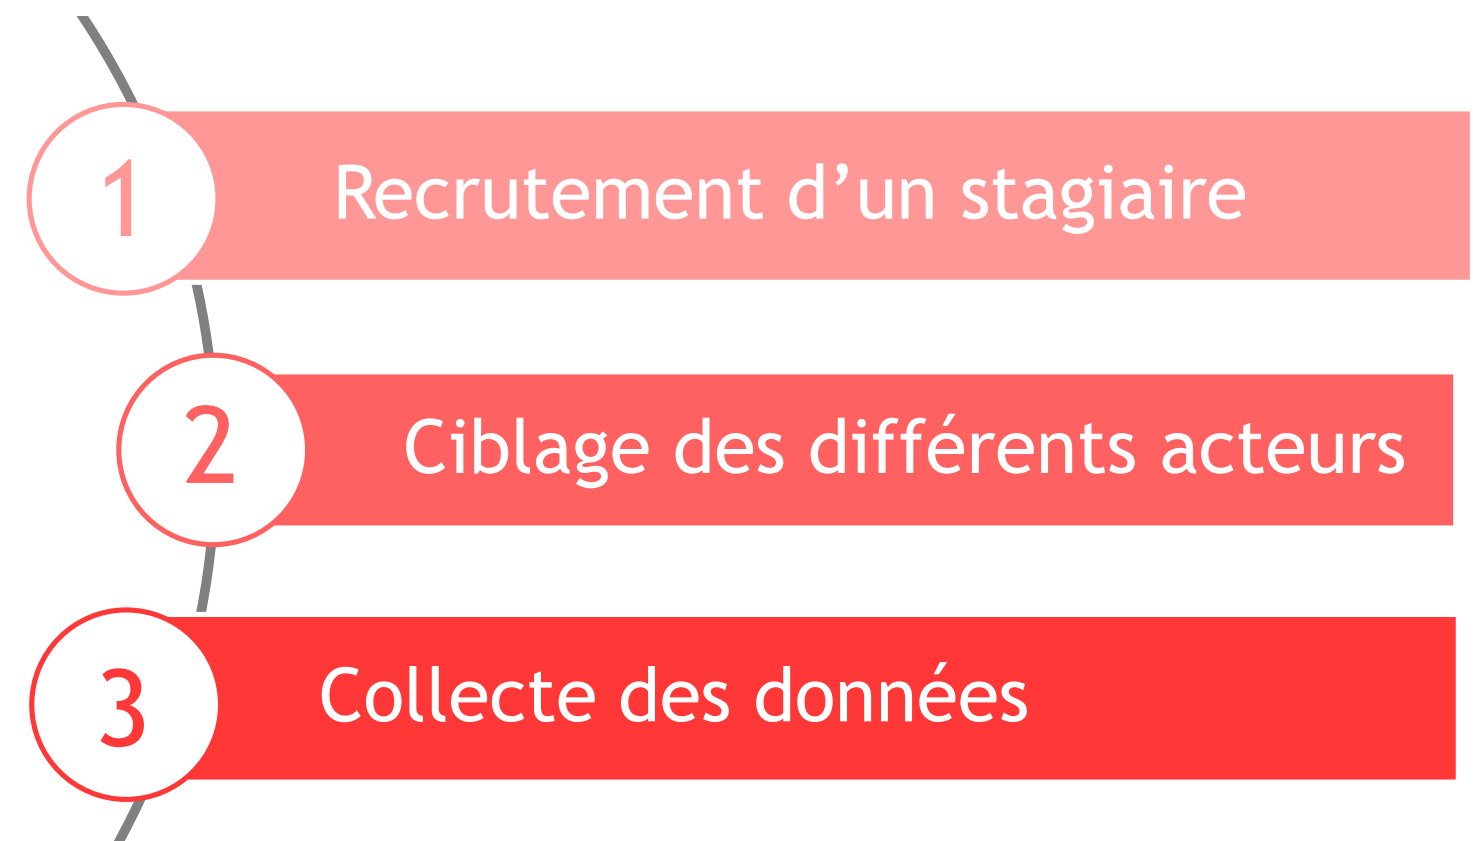 1
Recrutement d’un stagiaire
2
Ciblage des différents acteurs
3
Collecte des données